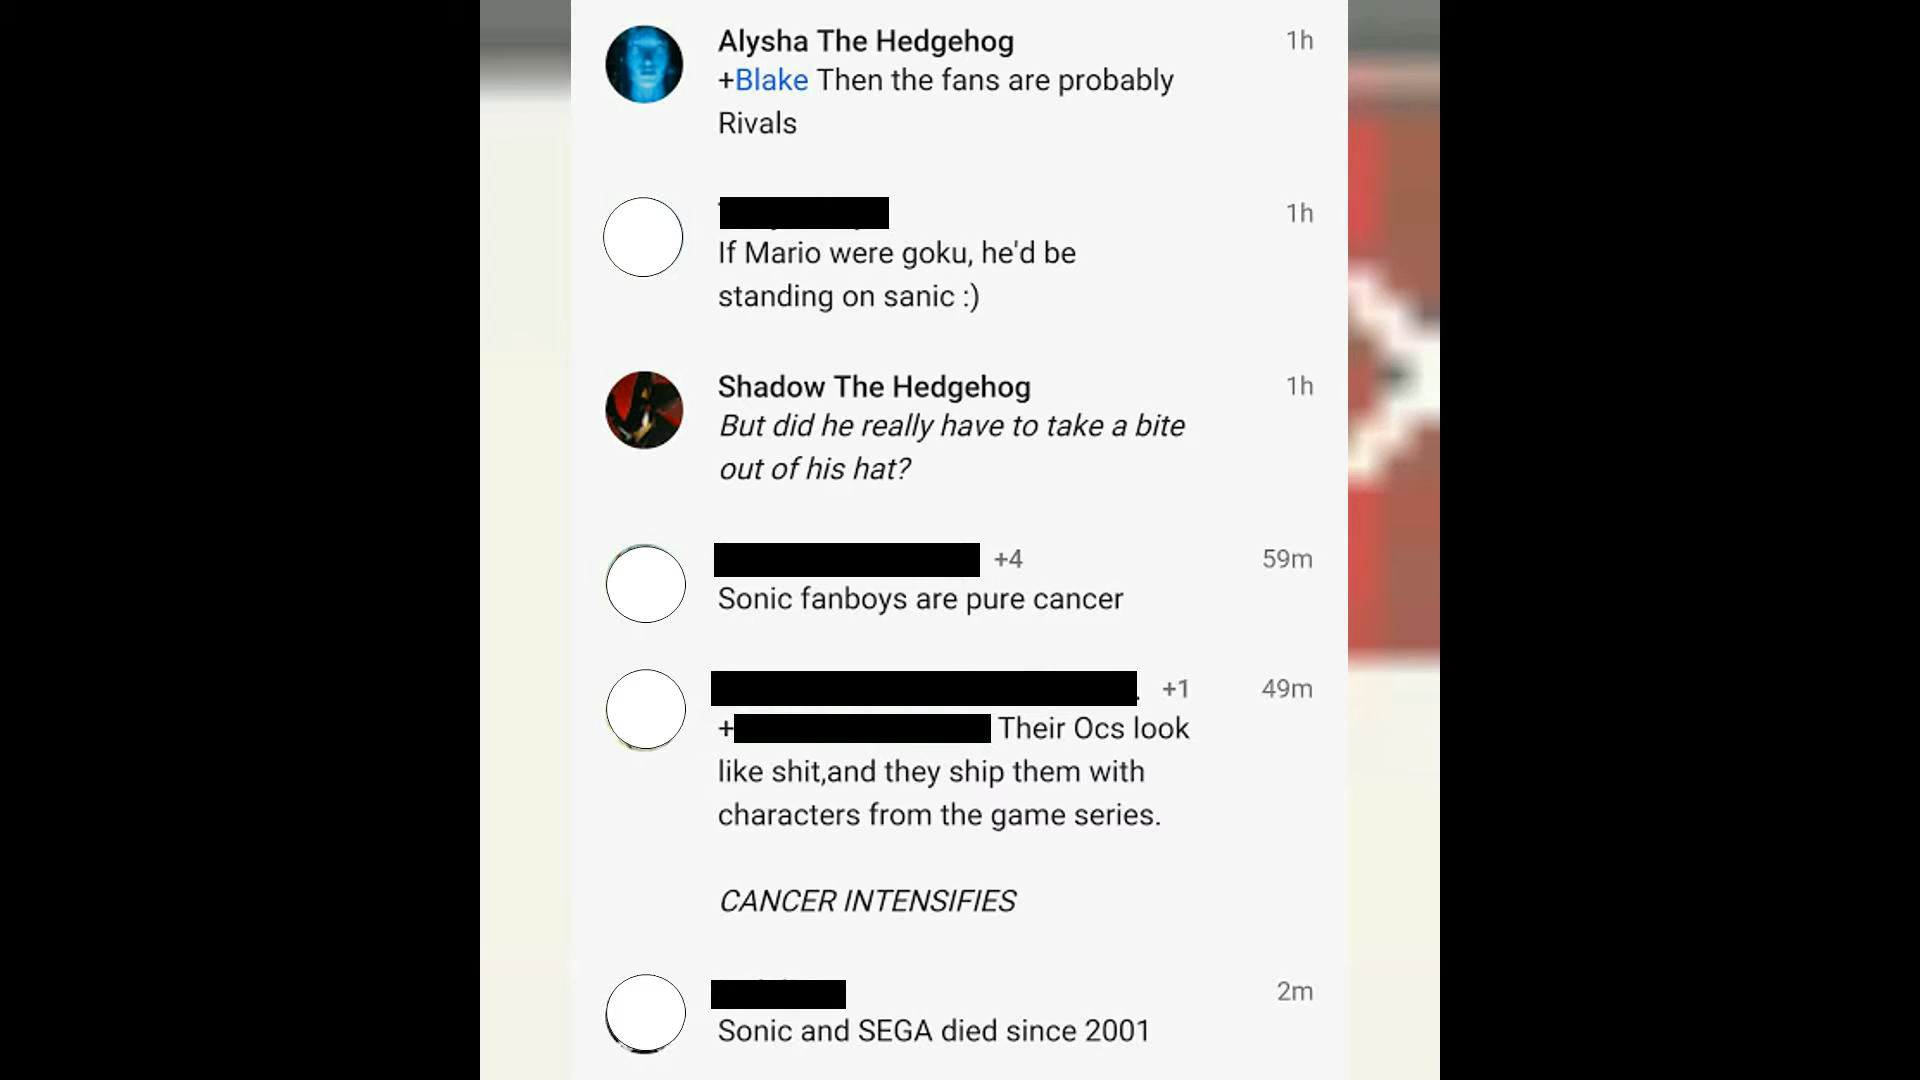 Alysha The Hedgehog 1h
+Blake Then the fans are probably
Rivals
1h
If Mario were goku, he'd be
standing on sanic :)
Shadow The Hedgehog 1h
But did he really have to take a bite
out of his hat?
+4 59m
Sonic fanboys are pure cancer
+1 49m
+ Their Ocs look
like shit,and they ship them with
characters from the game series.
CANCER INTENSIFIES
2m
Sonic and SEGA died since 2001